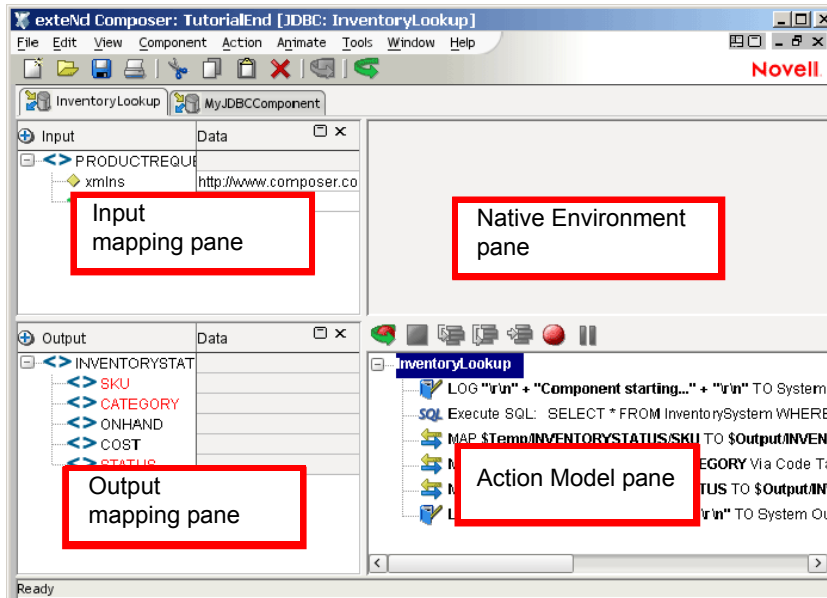 exteNd Composer: TutorialEnd [JDBC: InventoryLookup]
File Edit View Component Action Animate Tools Window Help
Novell
InventoryLookup MyJDBCComponent
Input Data
PRODUCTREQUE
xmlns http://www.composer.co
Input
mapping pane
Native Environment
pane
Output Data
INVENTORYSTAT
SKU
CATEGORY
ONHAND
COST
STATUS
Output
mapping pane
InventoryLookup
LOG "\r\n" + "Component starting..." + "\r\n" TO System
SQL Execute SQL: SELECT * FROM InventorySystem WHERE
MAP $Temp/INVENTORYSTATUS/SKU TO $Output/INVEN
EGORY Via Code Ta
TUS TO $Output/IN
\r\n" TO System Ou
Action Model pane
Ready